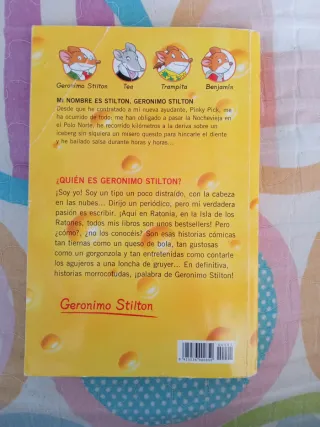 Geronimo Stilton Tea Trampita Benjamín
MI NOMBRE ES STILTON, GERONIMO STILTON
Desde que he contratado a mi nueva ayudante, Pinky Pick, me
ha ocurrido de todo: me han obligado a pasar la Nochevieja en
el Polo Norte, he recorrido kilómetros a la deriva sobre un
iceberg sin siquiera un mísero quesito para hincarle el diente
y he bailado salsa durante horas y horas...
¿QUIÉN ES GERONIMO STILTON?
¡Soy yo! Soy un tipo un poco distraído, con la cabeza
en las nubes... Dirijo un periódico, pero mi verdadera
pasión es escribir. ¡Aquí en Ratonia, en la Isla de los
Ratones, todos mis libros son unos bestsellers! Pero
¿cómo?, ¿no los conocéis? Son esas historias cómicas
tan tiernas como un queso de bola, tan gustosas
como un gorgonzola y tan entretenidas como contarle
los agujeros a una loncha de gruyer... En definitiva,
historias morrocotudas, ¡palabra de Geronimo Stilton!
Geronimo Stilton